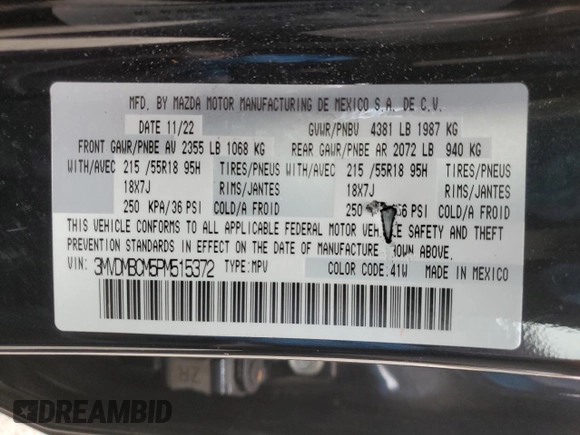 MFD. BY MAZDA MOTOR MANUFACTURING DE MEXICO S.A. DE C.V.
DATE 11/22 GVWR/PNBV 4381 LB 1987 KG
FRONT GAWR/PNBE AV 2355 LB 1068 KG REAR GAWR/PNBE AR 2072 LB 940 KG
WITH/AVEC 215 /55R18 95H TIRES/PNEUS WITH/AVEC 215 /55R18 95H TIRES/PNEUS
18X7J RIMS/JANTES 18X7J RIMS/JANTES
250 KPA/36 PSI COLD/A FROID 250 PSI COLD/A FROID
THIS VEHICLE CONFORMS TO ALL APPLICABLE FEDERAL MOTOR VEHICLE SAFETY AND THEFT
PREVENTION STANDARDS IN EFFECT ON THE DATE OF MANUFACTURE SHOWN ABOVE.
VIN: 3MVDMBCM5PM515372 TYPE:MPV COLOR CODE.41W MADE IN MEXICO
DREAMBID